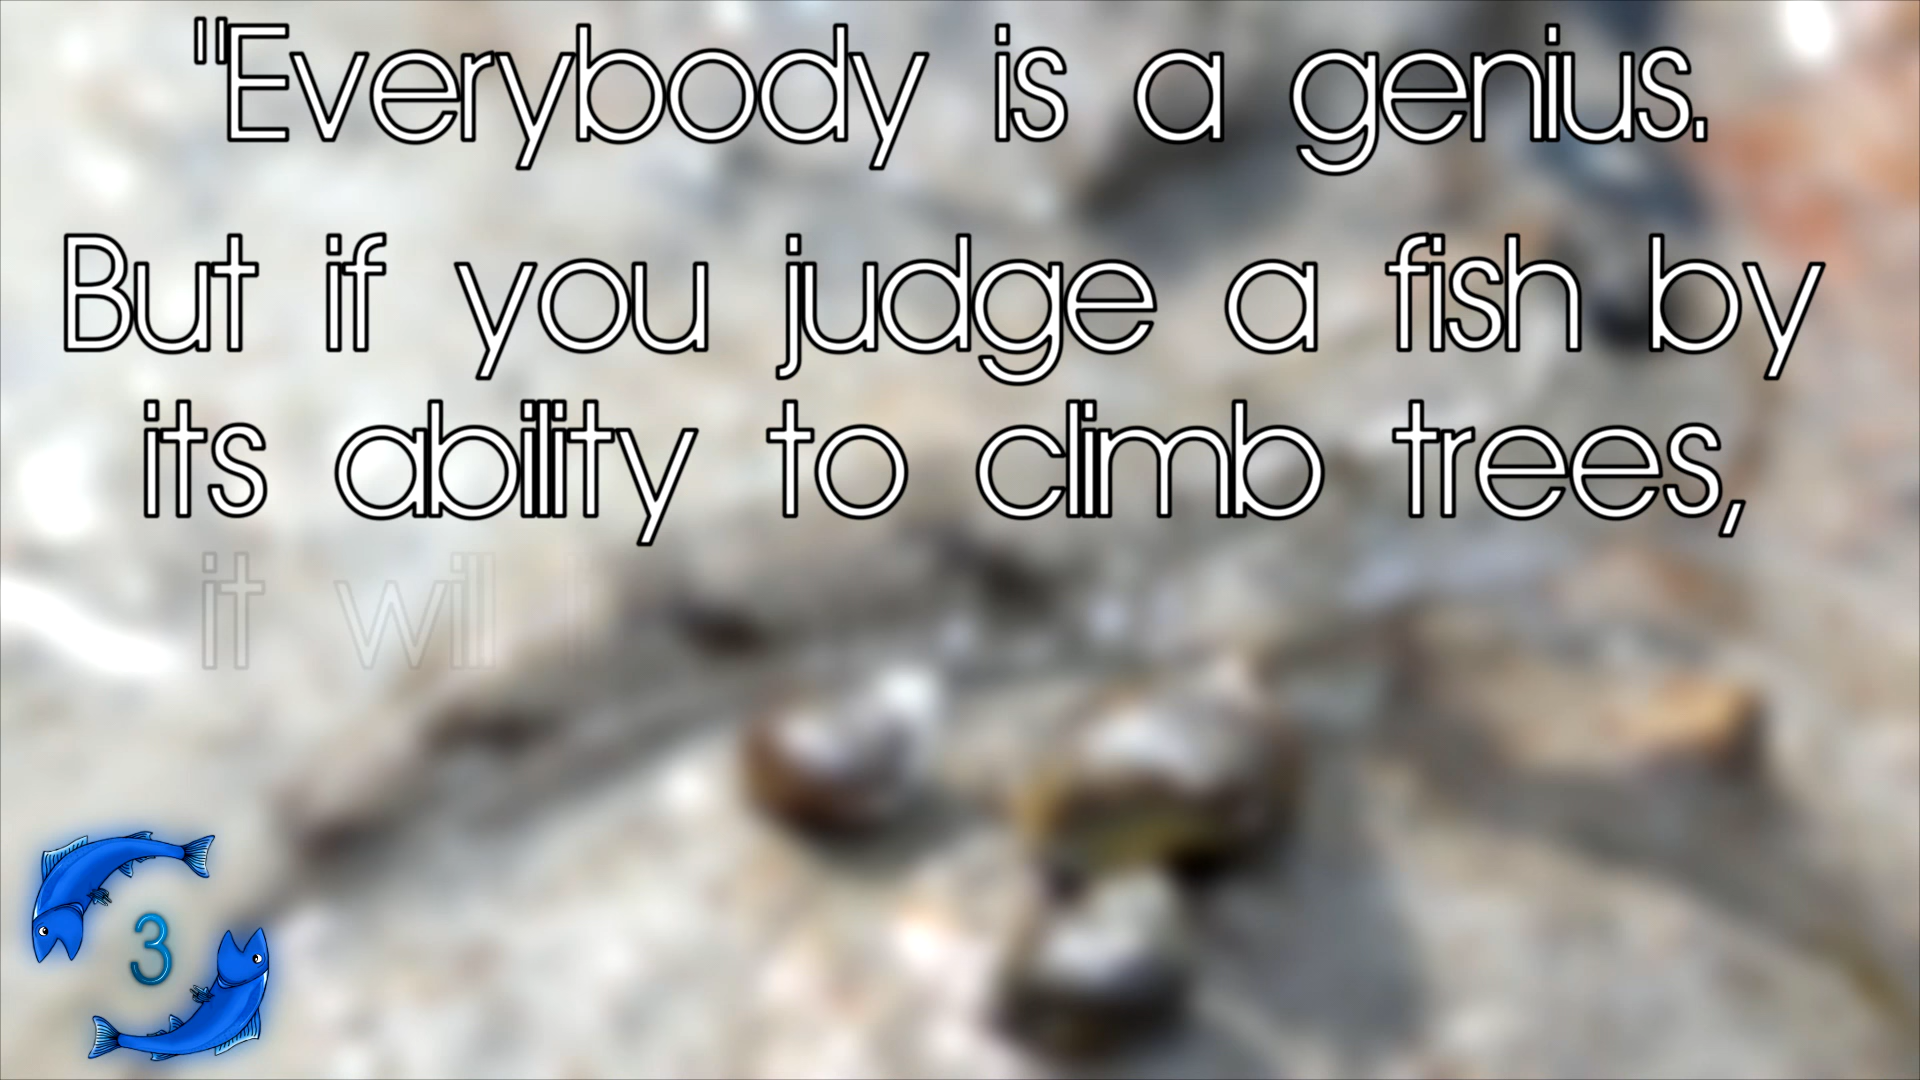 "Everybody is a genius.
But if you judge a fish by
its ability to climb trees,
it will
3